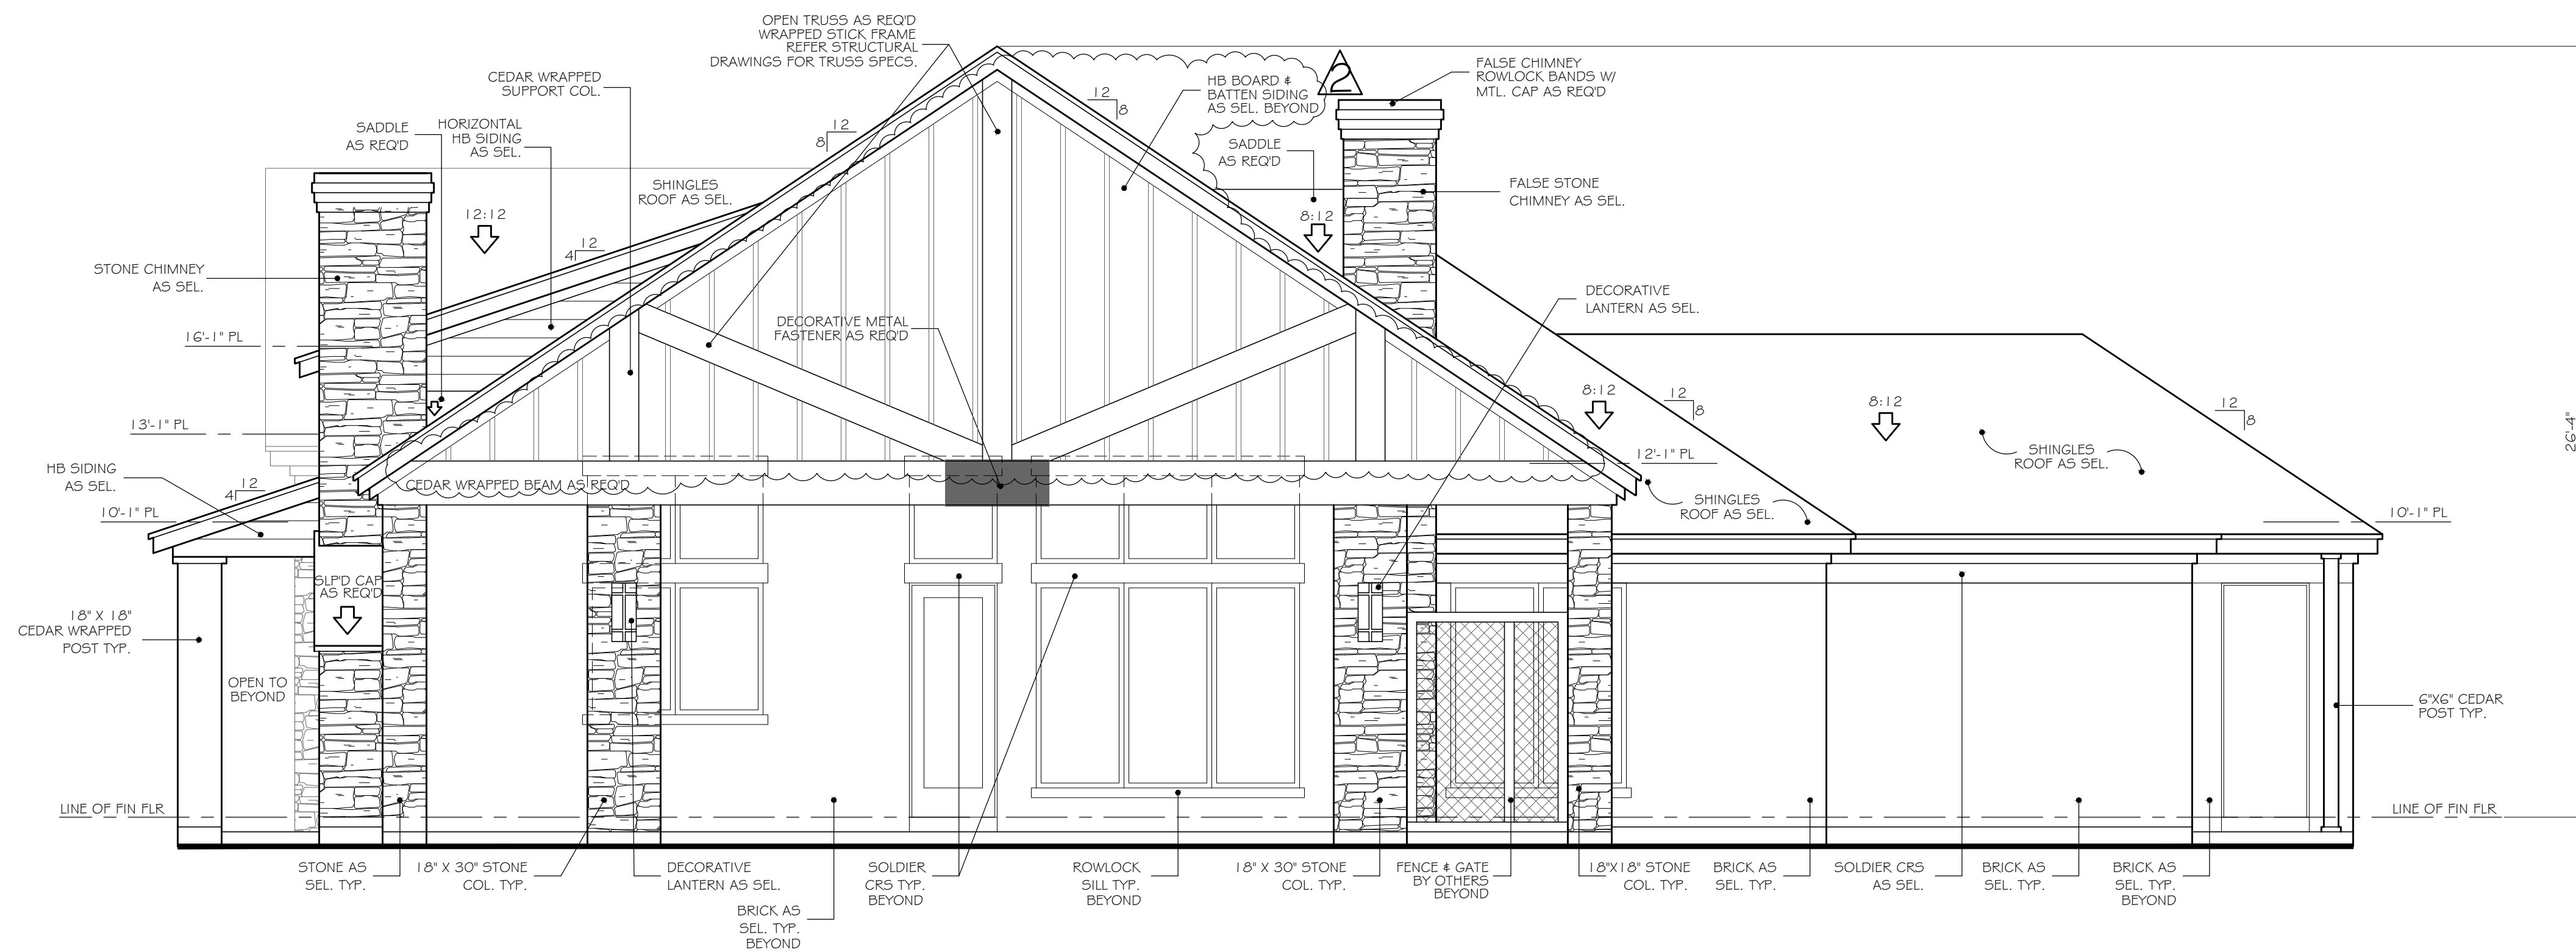 OPEN TRUSS AS REQ'D
WRAPPED STICK FRAME
REFER STRUCTURAL
DRAWINGS FOR TRUSS SPECS.
CEDAR WRAPPED
SUPPORT COL.
HORIZONTAL
HB SIDING
AS SEL.
SADDLE
AS REQ'D
HB BOARD &
BATTEN SIDING
AS SEL. BEYOND
2
FALSE CHIMNEY
ROWLOCK BANDS W/
MTL. CAP AS REQ'D
12
8
12
8
SADDLE
AS REQ'D
SHINGLES
ROOF AS SEL.
FALSE STONE
CHIMNEY AS SEL.
12:12
8:12
12
4
STONE CHIMNEY
AS SEL.
DECORATIVE
LANTERN AS SEL.
DECORATIVE METAL
FASTENER AS REQ'D
16'-1" PL
13'-1" PL
8:12
12
8
8:12
12
8
26'-4"
HB SIDING
AS SEL.
12
4
10'-1" PL
CEDAR WRAPPED BEAM AS REQ'D
12'-1" PL
SHINGLES
ROOF AS SEL.
SHINGLES
ROOF AS SEL.
10'-1" PL
SLP'D CAP
AS REQ'D
18" X 18"
CEDAR WRAPPED
POST TYP.
OPEN TO
BEYOND
6"X6" CEDAR
POST TYP.
LINE OF FIN FLR
LINE OF FIN FLR
STONE AS
SEL. TYP.
18" X 30" STONE
COL. TYP.
DECORATIVE
LANTERN AS SEL.
BRICK AS
SEL. TYP.
BEYOND
SOLDIER
CRS TYP.
BEYOND
ROWLOCK
SILL TYP.
BEYOND
18" X 30" STONE
COL. TYP.
FENCE & GATE
BY OTHERS
BEYOND
18"X18" STONE
COL. TYP.
BRICK AS
SEL. TYP.
SOLDIER CRS
AS SEL.
BRICK AS
SEL. TYP.
BRICK AS
SEL. TYP.
BEYOND